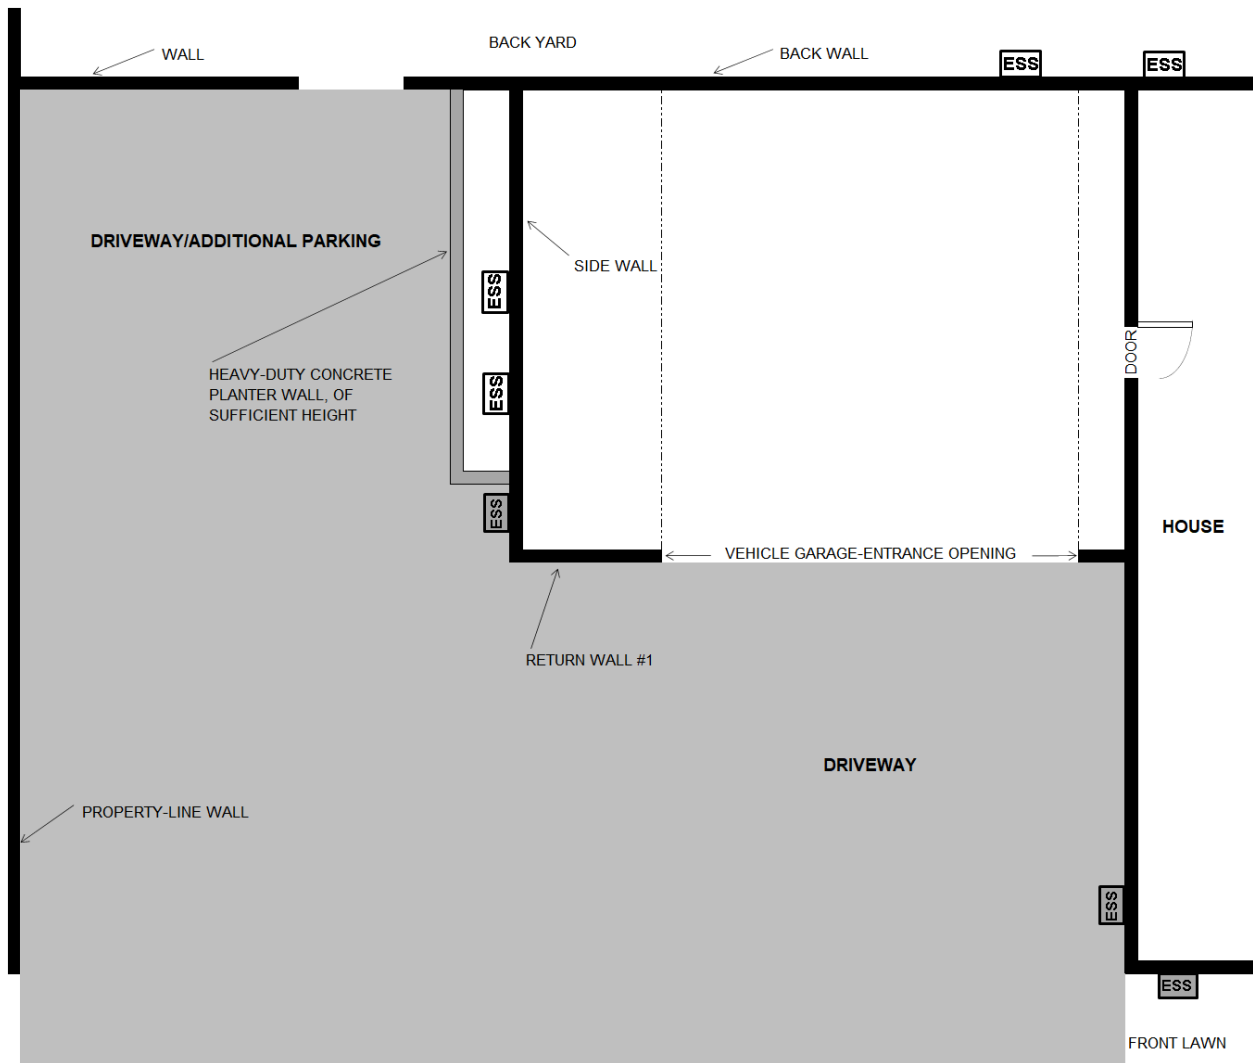 BACK YARD
WALL
BACK WALL
ESS
ESS
DRIVEWAY/ADDITIONAL PARKING
SIDE WALL
ESS
DOOR
HEAVY-DUTY CONCRETE
PLANTER WALL, OF
SUFFICIENT HEIGHT
ESS
ESS
HOUSE
VEHICLE GARAGE-ENTRANCE OPENING
RETURN WALL #1
DRIVEWAY
PROPERTY-LINE WALL
ESS
ESS
FRONT LAWN